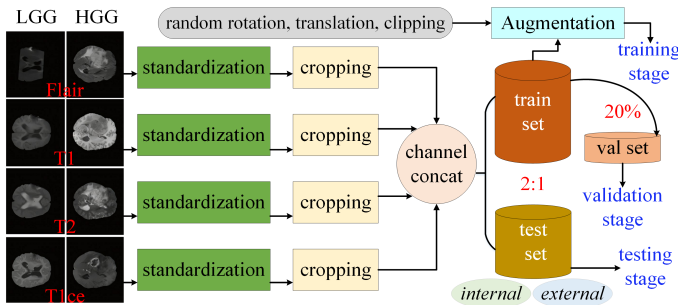 LGG HGG
random rotation, translation, clipping
Augmentation
training
stage
Flair
standardization
cropping
T1
standardization
cropping
T2
standardization
cropping
T1ce
standardization
cropping
channel
concat
train
set
20%
val set
2:1
validation
stage
test
set
testing
stage
internal
external